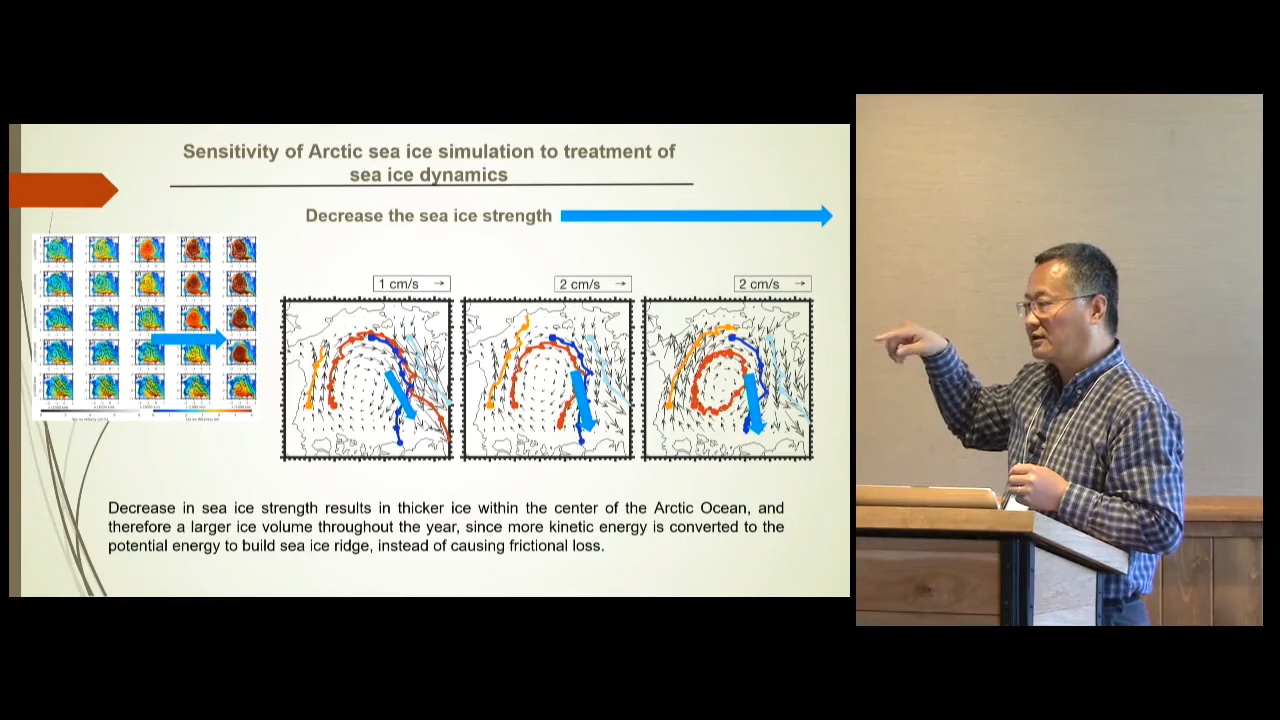 Sensitivity of Arctic sea ice simulation to treatment of
sea ice dynamics
Decrease the sea ice strength
1 cm/s
2 cm/s
2 cm/s
Decrease in sea ice strength results in thicker ice within the center of the Arctic Ocean, and
therefore a larger ice volume throughout the year, since more kinetic energy is converted to the
potential energy to build sea ice ridge, instead of causing frictional loss.